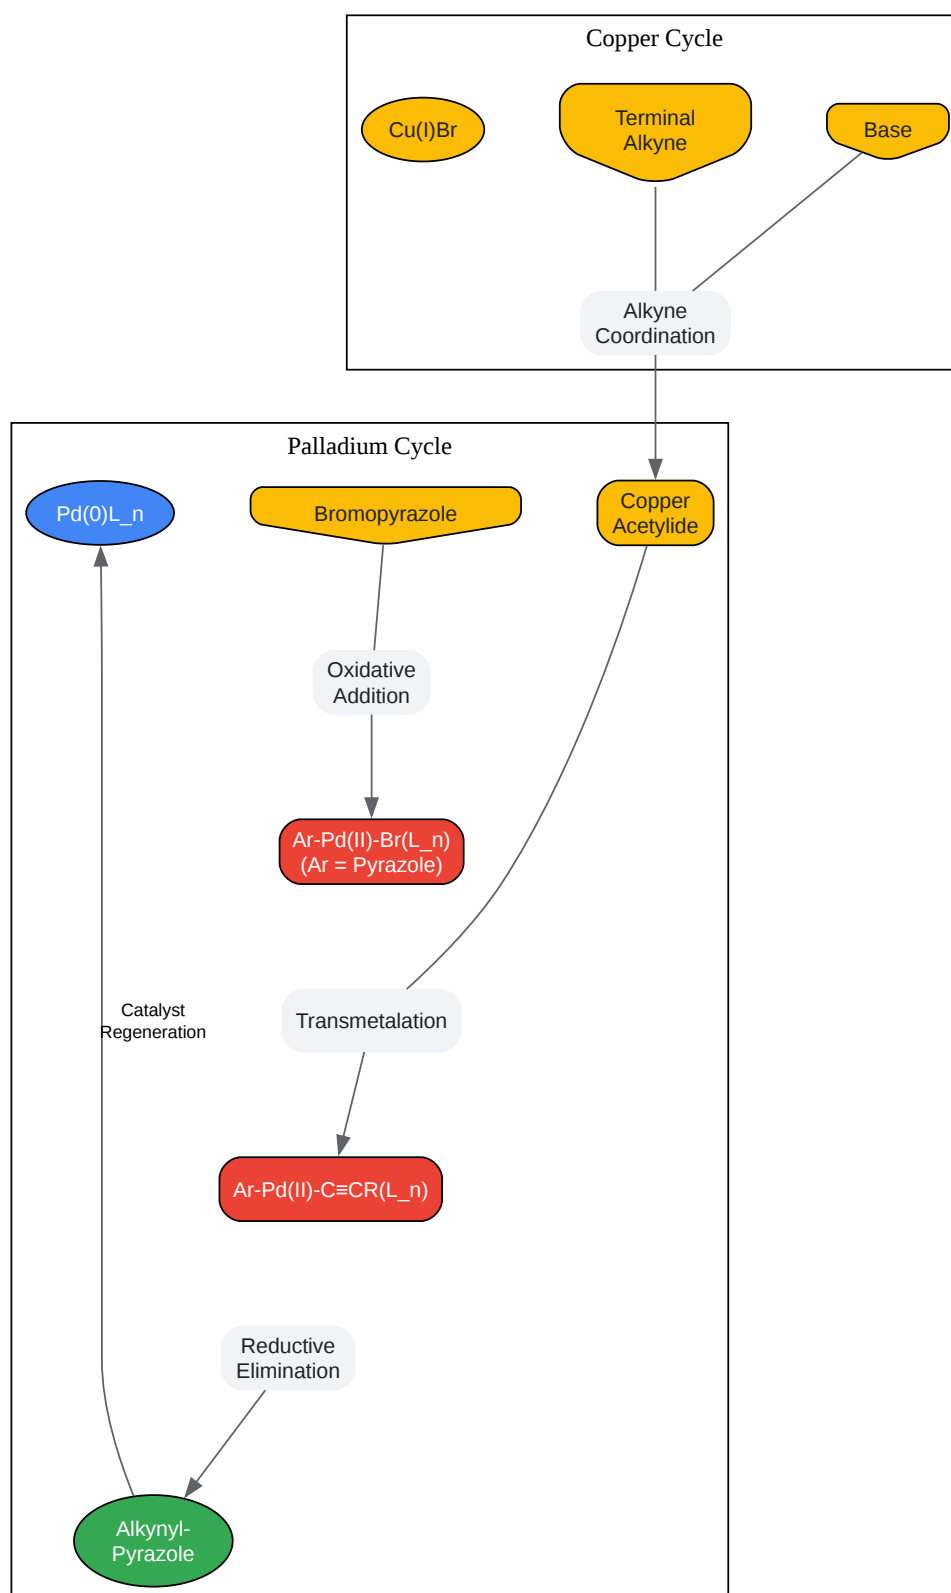 Copper Cycle
Cu(I)Br
Terminal
Alkyne
Base
Alkyne
Coordination
Palladium Cycle
Pd(0)L_n
Bromopyrazole
Copper
Acetylide
Oxidative
Addition
Ar-Pd(II)-Br(L_n)
(Ar = Pyrazole)
Catalyst
Regeneration
Transmetalation
Ar-Pd(II)-C≡CR(L_n)
Reductive
Elimination
Alkynyl-
Pyrazole